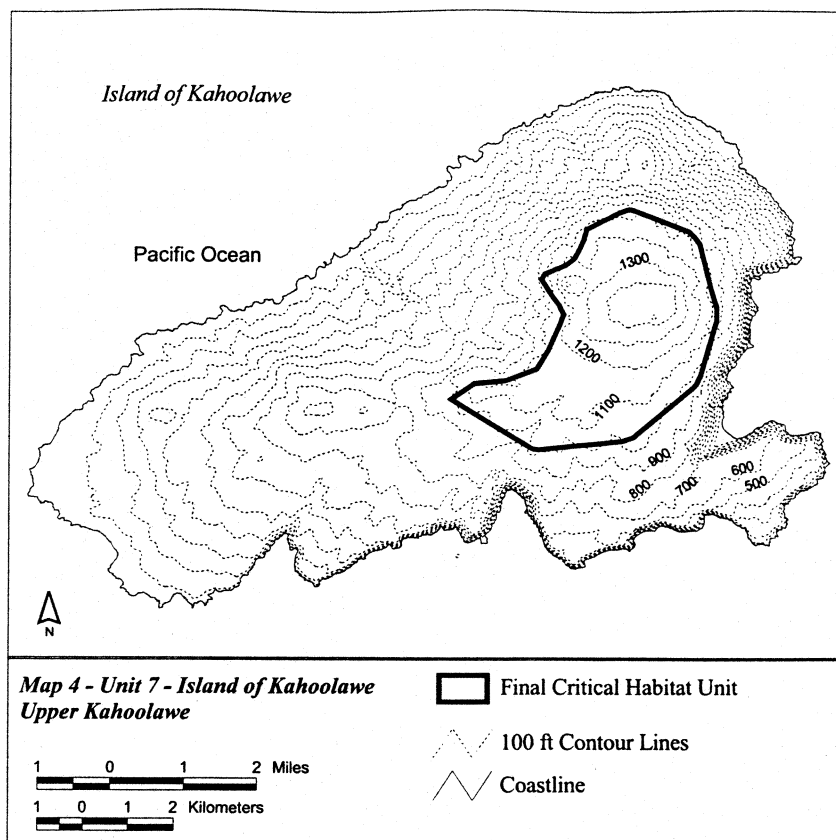 Island of Kahoolawe
Pacific Ocean
1300
1200
1100
900
800
700
600
500
N
Map 4 - Unit 7 - Island of Kahoolawe
Upper Kahoolawe
1 0 1 2 Miles
1 0 1 2 Kilometers
Final Critical Habitat Unit
100 ft Contour Lines
Coastline